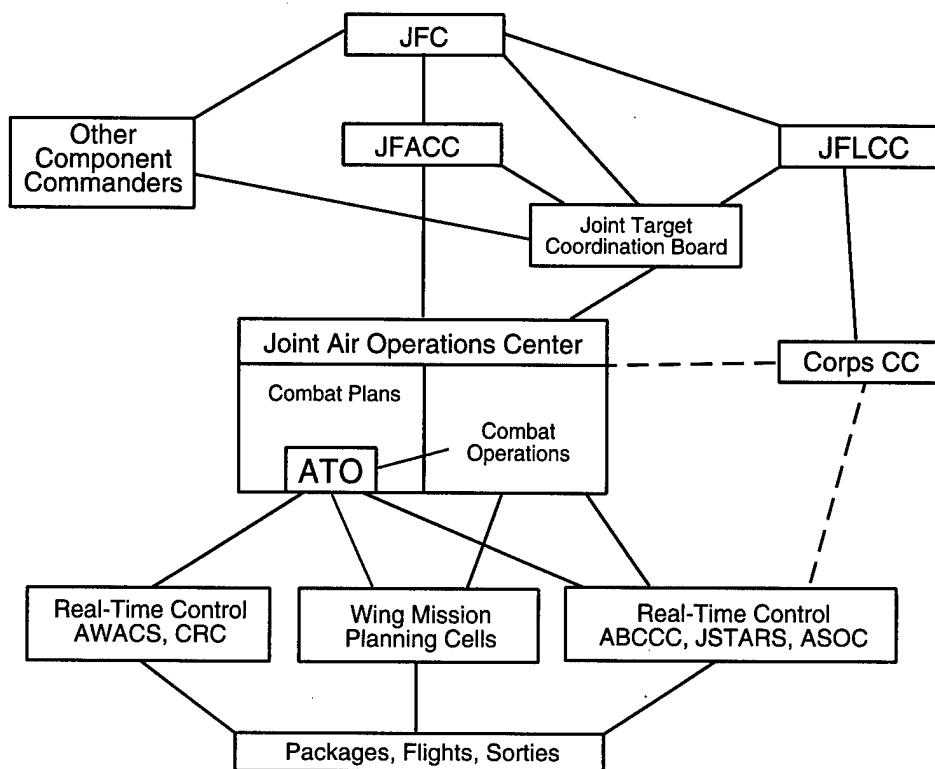 JFC
Other
Component
Commanders
JFACC
JFLCC
Joint Target
Coordination Board
Joint Air Operations Center
Corps CC
Combat Plans
Combat
Operations
ATO
Real-Time Control
AWACS, CRC
Wing Mission
Planning Cells
Real-Time Control
ABCCC, JSTARS, ASOC
Packages, Flights, Sorties